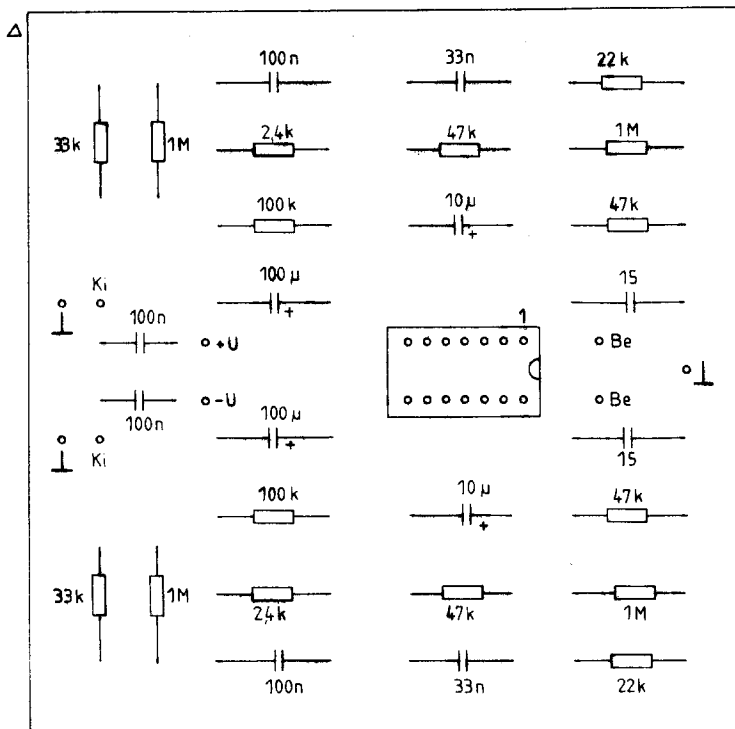 100n 33n 22k
33k 1M 2,4k 47k 1M
100k 10µ 47k
Ki 100µ + 15
100n +U 1 Be
-U Be
100n 100µ + 15
Ki
100k 10µ + 47k
33k 1M 2,4k 47k 1M
100n 33n 22k